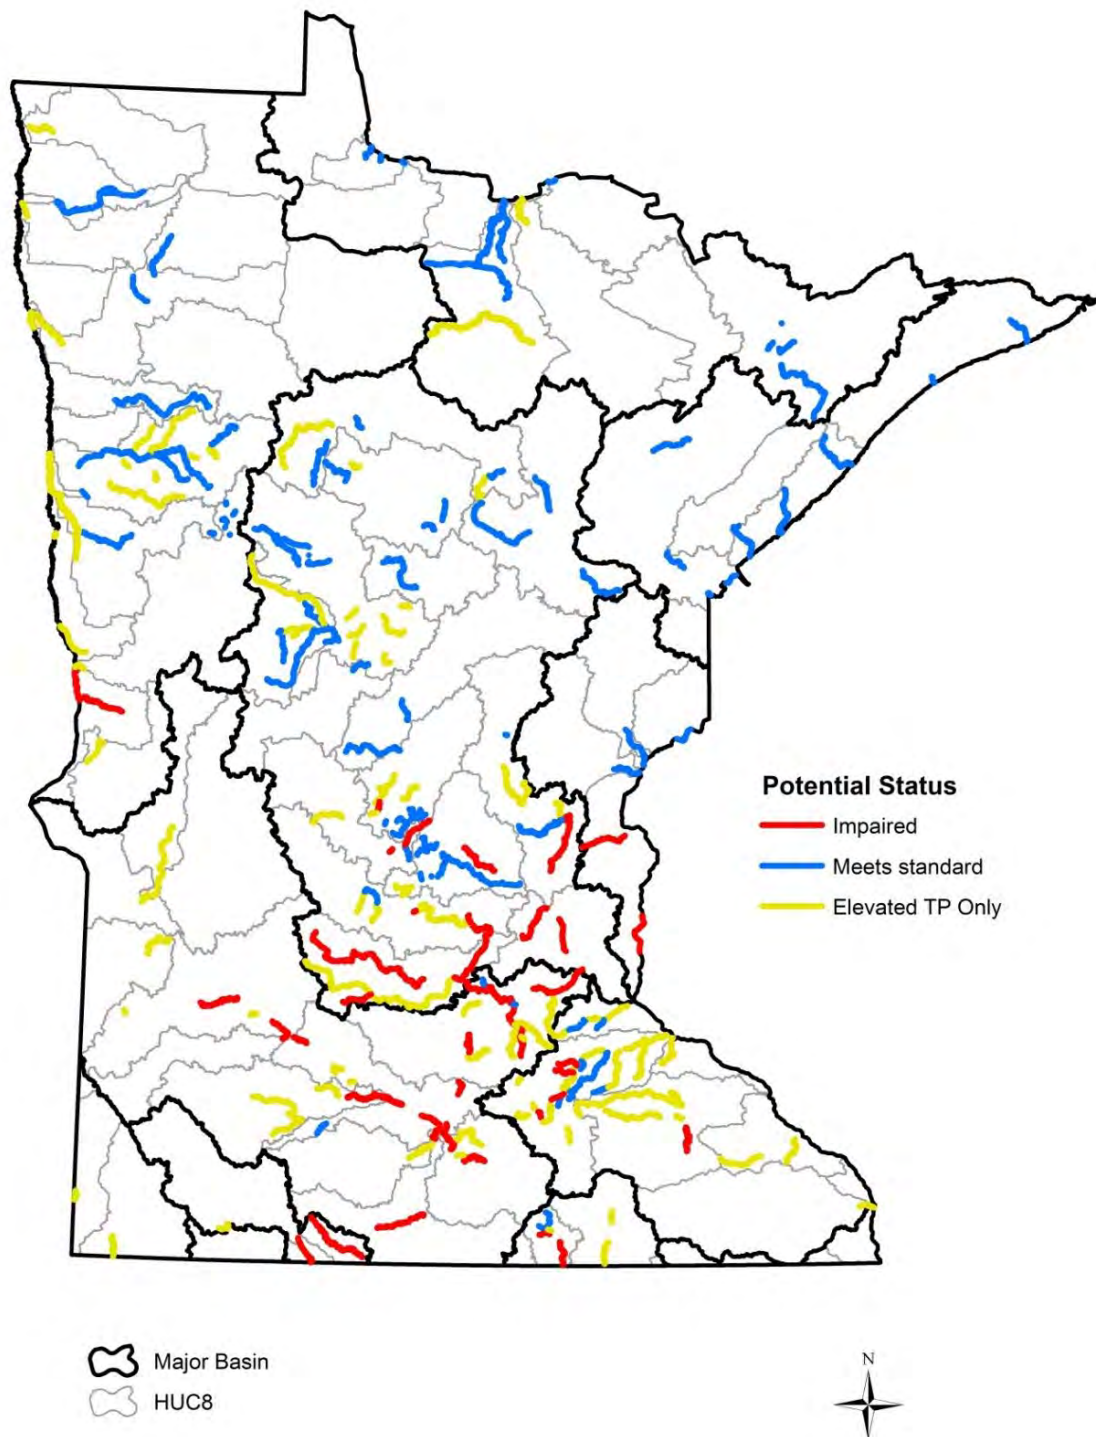 Potential Status
Impaired
Meets standard
Elevated TP Only
Major Basin
HUC8
N